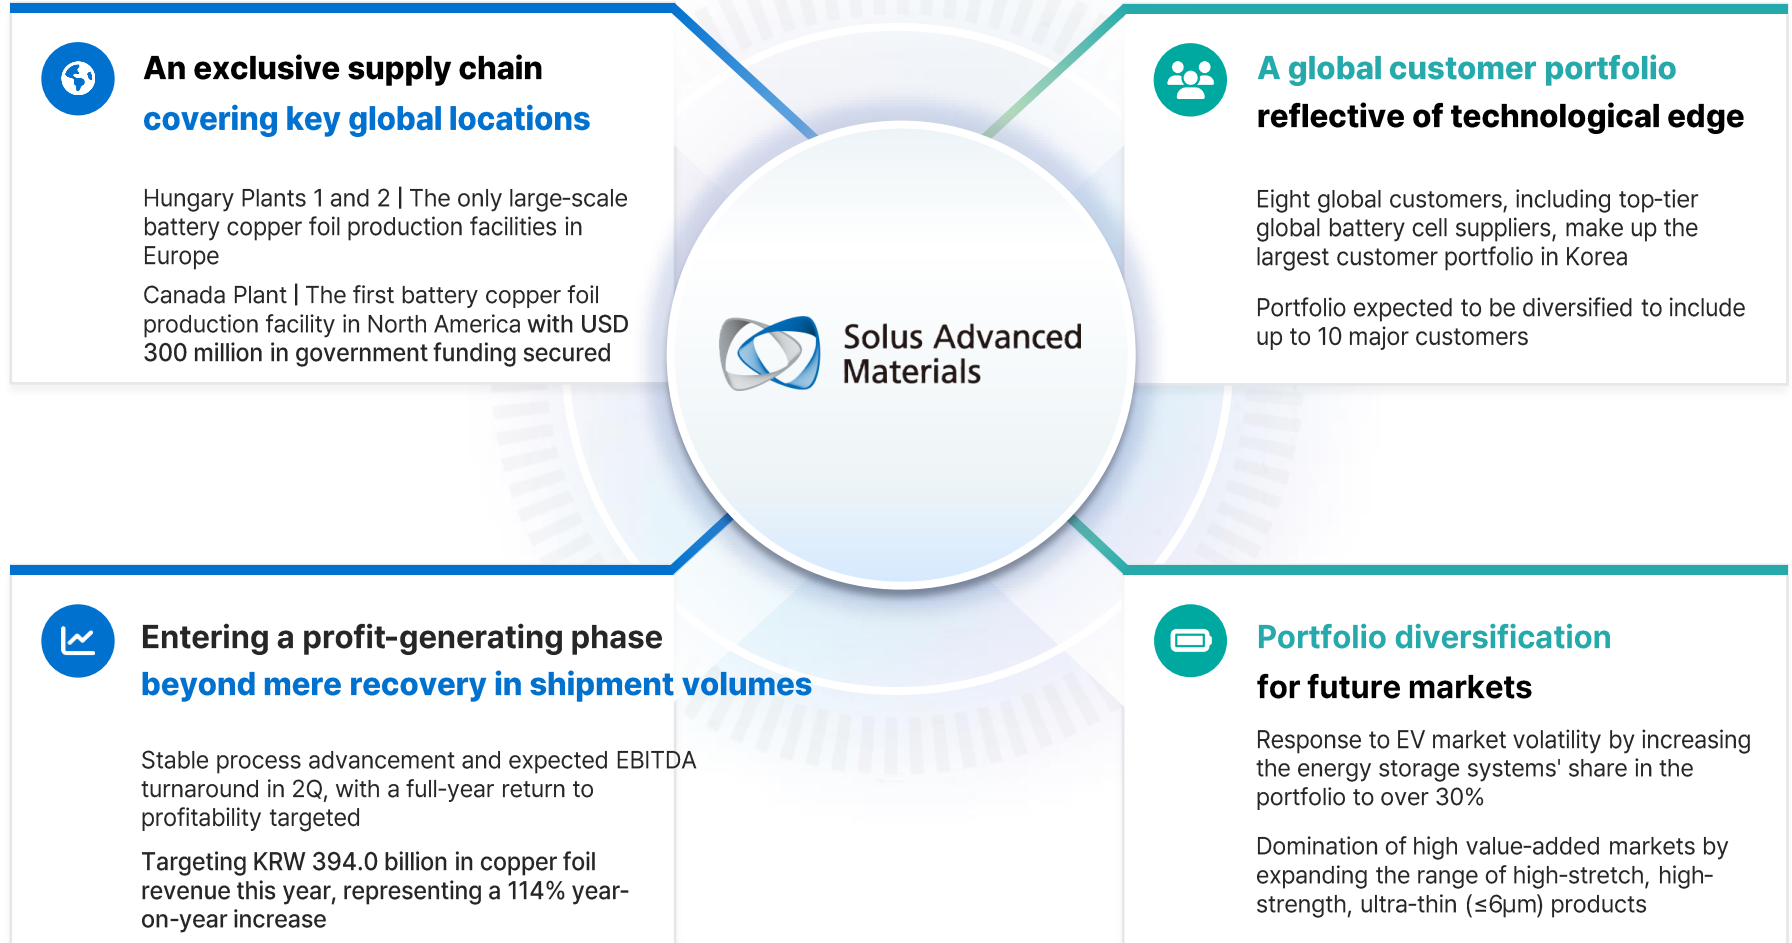 An exclusive supply chain
covering key global locations
Hungary Plants 1 and 2 | The only large-scale
battery copper foil production facilities in
Europe
Canada Plant | The first battery copper foil
production facility in North America with USD
300 million in government funding secured
A global customer portfolio
reflective of technological edge
Eight global customers, including top-tier
global battery cell suppliers, make up the
largest customer portfolio in Korea
Portfolio expected to be diversified to include
up to 10 major customers
Solus Advanced
Materials
Entering a profit-generating phase
beyond mere recovery in shipment volumes
Stable process advancement and expected EBITDA
turnaround in 2Q, with a full-year return to
profitability targeted
Targeting KRW 394.0 billion in copper foil
revenue this year, representing a 114% year-
on-year increase
Portfolio diversification
for future markets
Response to EV market volatility by increasing
the energy storage systems' share in the
portfolio to over 30%
Domination of high value-added markets by
expanding the range of high-stretch, high-
strength, ultra-thin (≤6μm) products